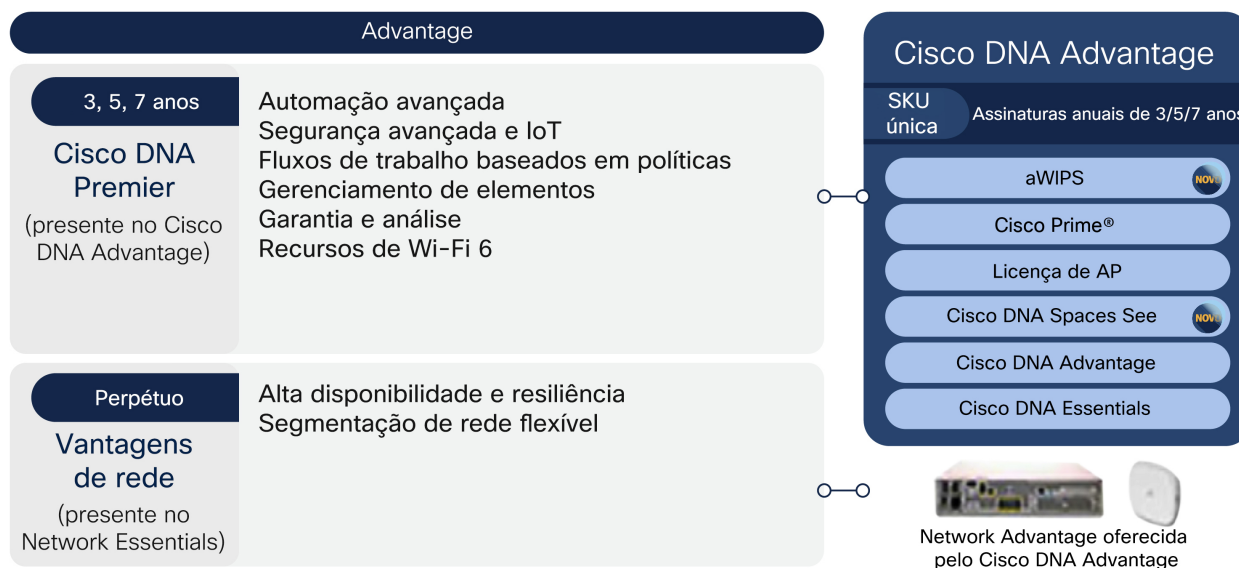 Advantage
3, 5, 7 anos
Cisco DNA
Premier
(presente no Cisco
DNA Advantage)
Automação avançada
Segurança avançada e IoT
Fluxos de trabalho baseados em políticas
Gerenciamento de elementos
Garantia e análise
Recursos de Wi-Fi 6
Perpétuo
Vantagens
de rede
(presente no
Network Essentials)
Alta disponibilidade e resiliência
Segmentação de rede flexível
Cisco DNA Advantage
SKU
única
Assinaturas anuais de 3/5/7 anos
aWIPS
NOVO
Cisco Prime®
Licença de AP
Cisco DNA Spaces See
NOVO
Cisco DNA Advantage
Cisco DNA Essentials
Network Advantage oferecida
pelo Cisco DNA Advantage